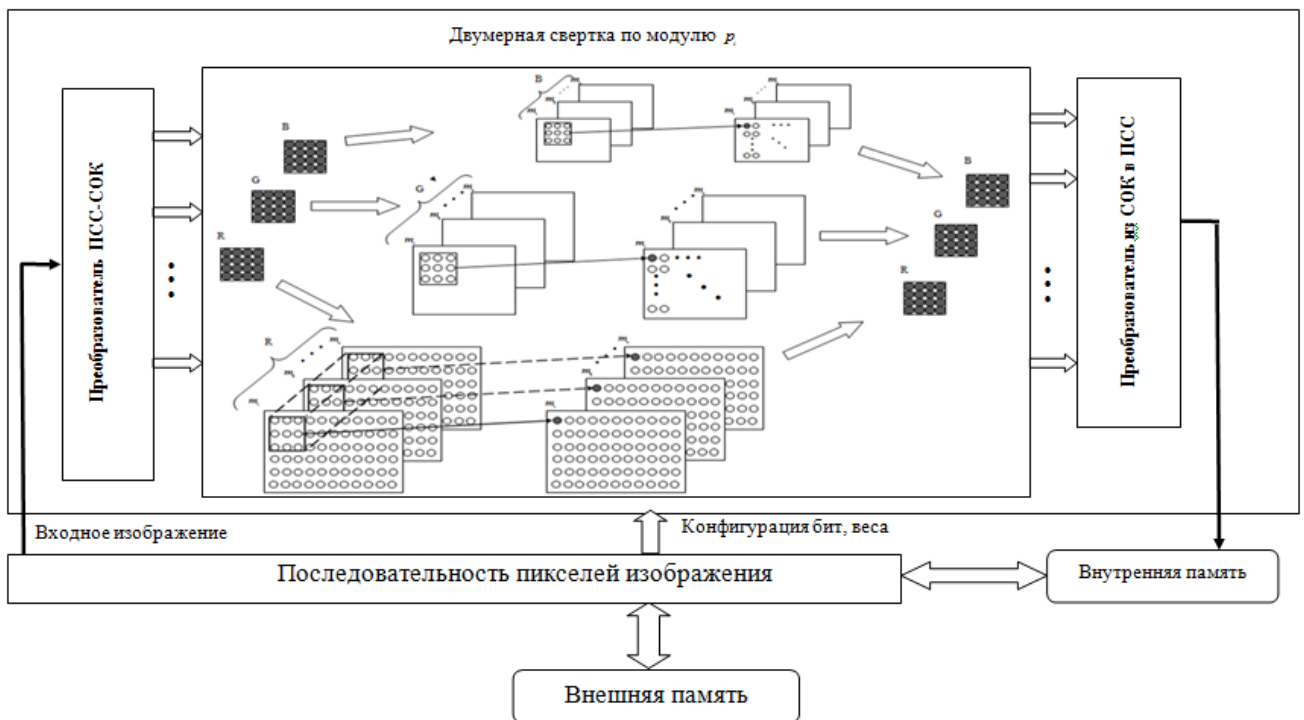 Двумерная свертка по модулю pᵢ
Преобразователь ПСС-СОК
B
G
R
B
G
R
B
G
R
Преобразователь из СОК в ПСС
Входное изображение
Конфигурация бит, веса
Последовательность пикселей изображения
Внутренняя память
Внешняя память